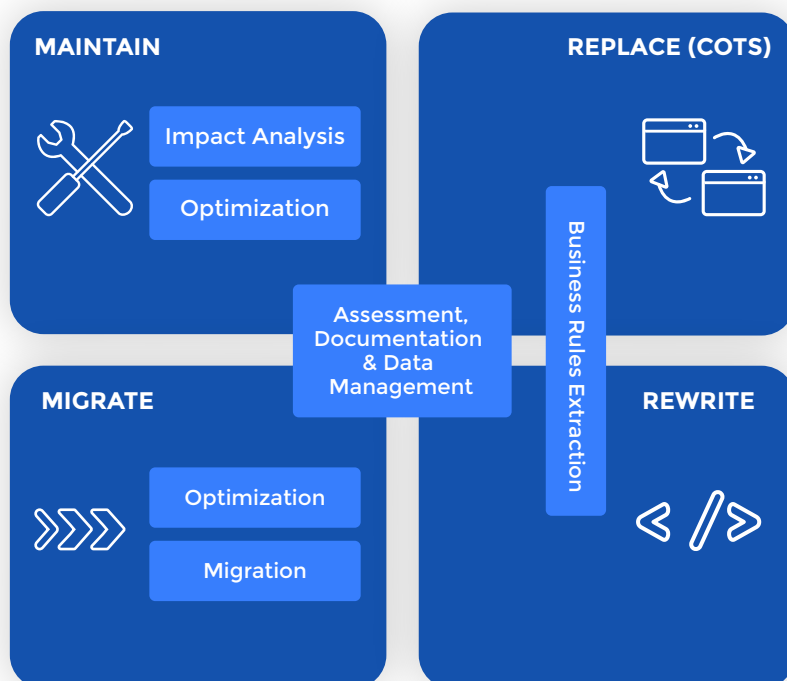 MAINTAIN
Impact Analysis
Optimization
REPLACE (COTS)
Business Rules Extraction
Assessment,
Documentation
& Data
Management
MIGRATE
Optimization
Migration
REWRITE